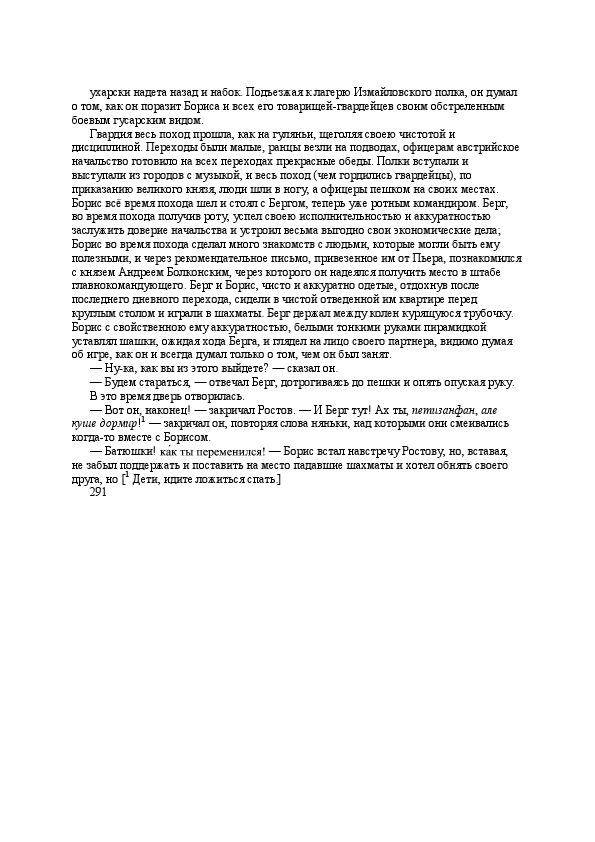 ухарски надета назад и набок. Подъезжая к лагерю Измайловского полка, он думал
о том, как он поразит Бориса и всех его товарищей-гвардейцев своим обстреленным
боевым гусарским видом.
Гвардия весь поход прошла, как на гуляньи, щеголяя своею чистотой и
дисциплиной. Переходы были малые, ранцы везли на подводах, офицерам австрийское
начальство готовило на всех переходах прекрасные обеды. Полки вступали и
выступали из городов с музыкой, и весь поход (чем гордились гвардейцы), по
приказанию великого князя, люди шли в ногу, а офицеры пешком на своих местах.
Борис всё время похода шел и стоял с Бергом, теперь уже ротным командиром. Берг,
во время похода получив роту, успел своею исполнительностью и аккуратностью
заслужить доверие начальства и устроил весьма выгодно свои экономические дела;
Борис во время похода сделал много знакомств с людьми, которые могли быть ему
полезными, и через рекомендательное письмо, привезенное им от Пьера, познакомился
с князем Андреем Болконским, через которого он надеялся получить место в штабе
главнокомандующего. Берг и Борис, чисто и аккуратно одетые, отдохнув после
последнего дневного перехода, сидели в чистой отведенной им квартире перед
круглым столом и играли в шахматы. Берг держал между колен курящуюся трубочку.
Борис с свойственною ему аккуратностью, белыми тонкими руками пирамидкой
уставлял шашки, ожидая хода Берга, и глядел на лицо своего партнера, видимо думая
об игре, как он и всегда думал только о том, чем он был занят.
— Ну-ка, как вы из этого выйдете? — сказал он.
— Будем стараться, — отвечал Берг, дотрогиваясь до пешки и опять опуская руку.
В это время дверь отворилась.
— Вот он, наконец! — закричал Ростов. — И Берг тут! Ах ты, петизанфан, але
куше дормир!¹ — закричал он, повторяя слова няньки, над которыми они смеивались
когда-то вместе с Борисом.
— Батюшки! ка́к ты переменился! — Борис встал навстречу Ростову, но, вставая,
не забыл поддержать и поставить на место падавшие шахматы и хотел обнять своего
друга, но [¹ Дети, идите ложиться спать.]
291